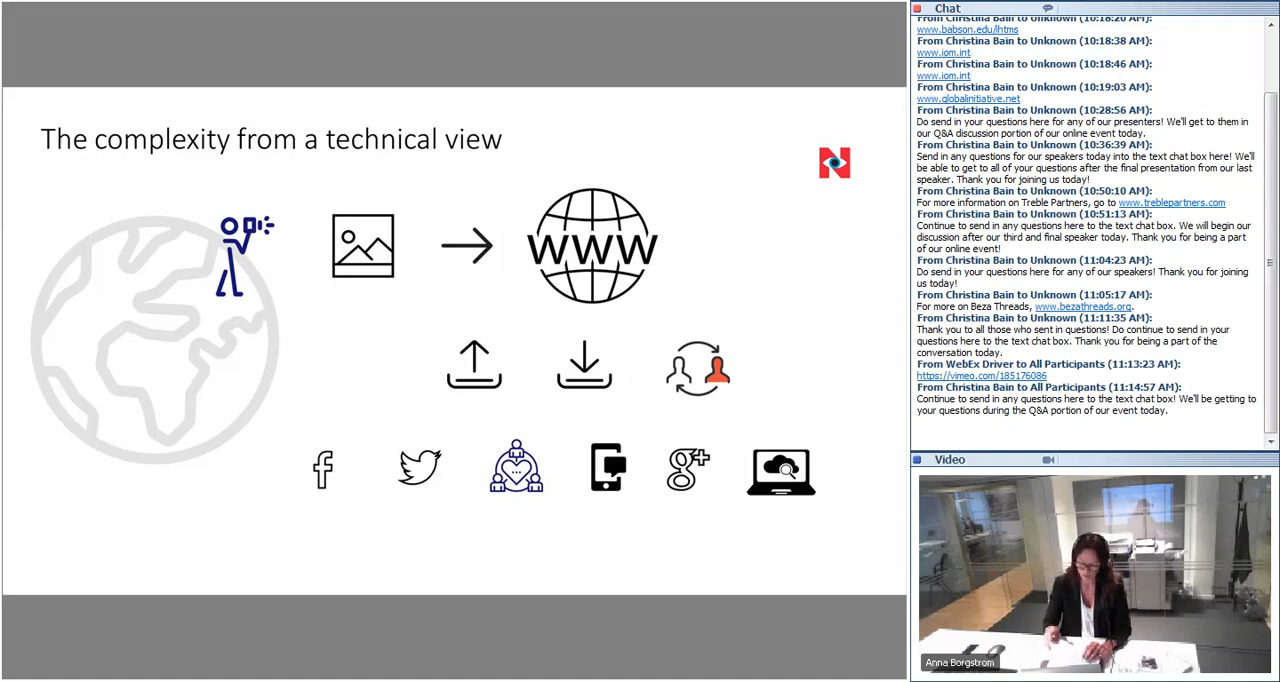 The complexity from a technical view
N
WWW
f
g+
Chat
From Christina Bain to Unknown (10:18:20 AM):
www.babson.edu/ihtms
From Christina Bain to Unknown (10:18:38 AM):
www.iom.int
From Christina Bain to Unknown (10:18:46 AM):
www.iom.int
From Christina Bain to Unknown (10:19:03 AM):
www.globalinitiative.net
From Christina Bain to Unknown (10:28:56 AM):
Do send in your questions here for any of our presenters! We'll get to them in
our Q&A discussion portion of our online event today.
From Christina Bain to Unknown (10:36:39 AM):
Send in any questions for our speakers today into the text chat box here! We'll
be able to get to all of your questions after the final presentation from our last
speaker. Thank you for joining us today!
From Christina Bain to Unknown (10:50:10 AM):
For more information on Treble Partners, go to www.treblepartners.com
From Christina Bain to Unknown (10:51:13 AM):
Continue to send in your questions here to the text chat box. We will begin our
discussion after our third and final speaker today. Thank you for being a part
of our online event!
From Christina Bain to Unknown (11:04:23 AM):
Do send in your questions here for any of our speakers! Thank you for joining
us today!
From Christina Bain to Unknown (11:05:17 AM):
For more on Beza Threads, www.bezathreads.org.
From Christina Bain to Unknown (11:11:35 AM):
Thank you to all those who sent in questions! Do continue to send in your
questions here to the text chat box. Thank you for being a part of the
conversation today.
From WebEx Driver to All Participants (11:13:23 AM):
https://vimeo.com/185176086
From Christina Bain to All Participants (11:14:57 AM):
Continue to send in any questions here to the text chat box! We'll be getting to
your questions during the Q&A portion of our event today.
Video
Anna Borgstrom